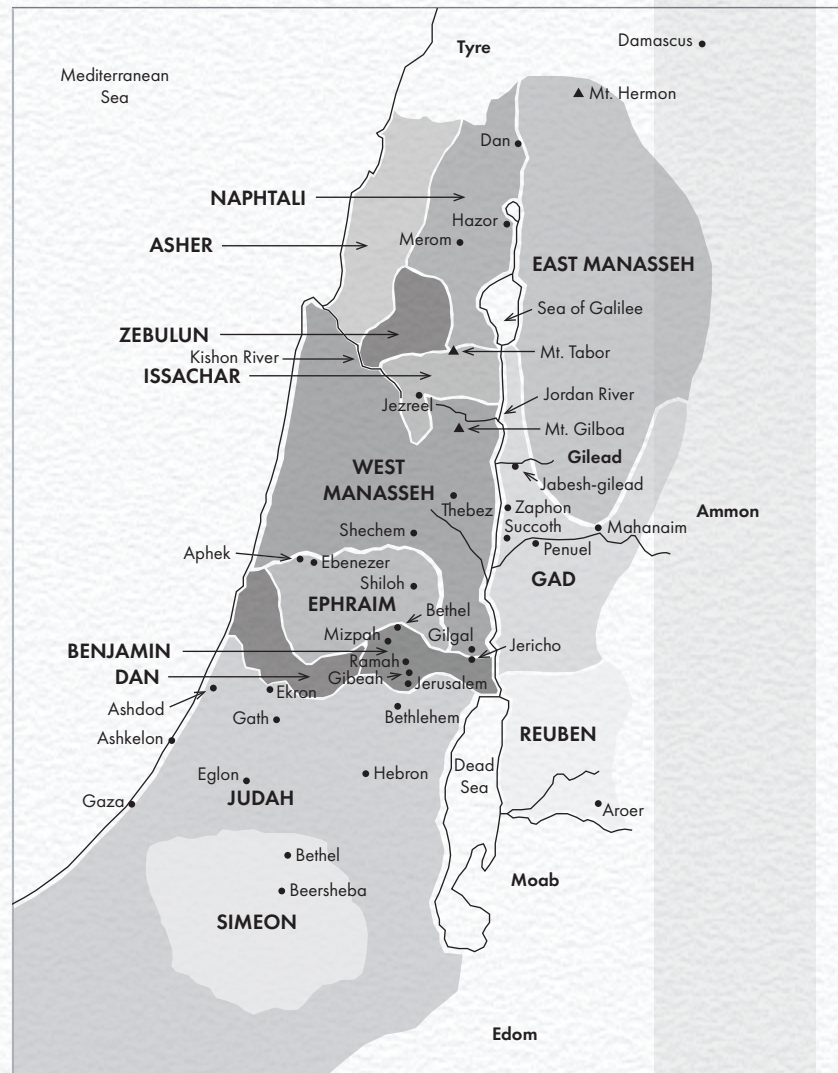 Tyre
Damascus
Mediterranean
Sea
Mt. Hermon
Dan
NAPHTALI
Hazor
Merom
ASHER
EAST MANASSEH
Sea of Galilee
ZEBULUN
Kishon River
Mt. Tabor
ISSACHAR
Jordan River
Jezreel
Mt. Gilboa
Gilead
WEST
MANASSEH
Jabesh-gilead
Thebez
Zaphon
Ammon
Succoth
Mahanaim
Shechem
Penuel
Aphek
Ebenezer
Shiloh
GAD
EPHRAIM
Bethel
Mizpah
Gilgal
Jericho
BENJAMIN
Ramah
DAN
Gibeah
Jerusalem
Ekron
Ashdod
Gath
Bethlehem
REUBEN
Ashkelon
Dead
Sea
Hebron
Eglon
JUDAH
Gaza
Aroer
Bethel
Moab
Beersheba
SIMEON
Edom